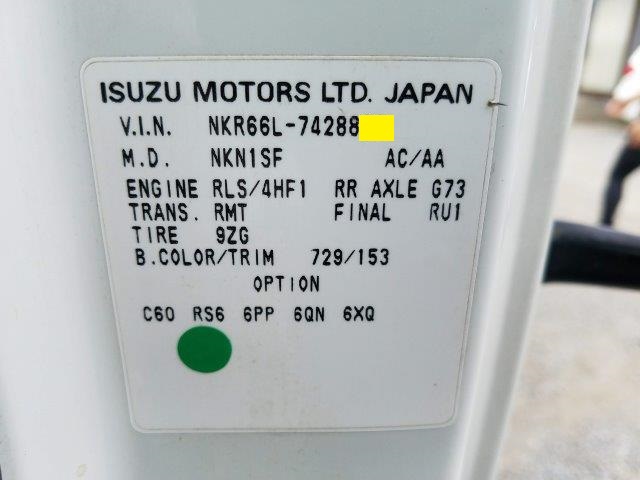 ISUZU MOTORS LTD. JAPAN
V.I.N. NKR66L-74288
M.D. NKN1SF AC/AA
ENGINE RLS/4HF1 RR AXLE G73
TRANS. RMT FINAL RU1
TIRE 9ZG
B.COLOR/TRIM 729/153
OPTION
C60 RS6 6PP 6QN 6XQ